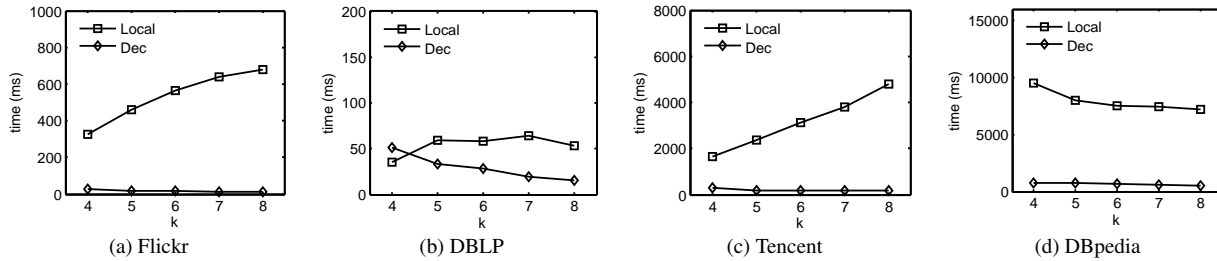 1000
800
600
400
200
0
time (ms)
Local
Dec
4 5 6 7 8
k
(a) Flickr
200
150
100
50
0
time (ms)
Local
Dec
4 5 6 7 8
k
(b) DBLP
8000
6000
4000
2000
0
time (ms)
Local
Dec
4 5 6 7 8
k
(c) Tencent
15000
10000
5000
0
time (ms)
Local
Dec
4 5 6 7 8
k
(d) DBpedia